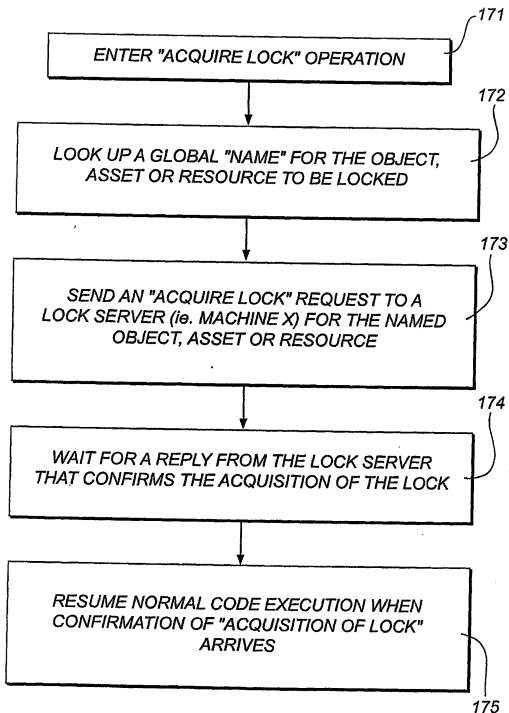 171
ENTER "ACQUIRE LOCK" OPERATION
172
LOOK UP A GLOBAL "NAME" FOR THE OBJECT,
ASSET OR RESOURCE TO BE LOCKED
173
SEND AN "ACQUIRE LOCK" REQUEST TO A
LOCK SERVER (ie. MACHINE X) FOR THE NAMED
OBJECT, ASSET OR RESOURCE
174
WAIT FOR A REPLY FROM THE LOCK SERVER
THAT CONFIRMS THE ACQUISITION OF THE LOCK
RESUME NORMAL CODE EXECUTION WHEN
CONFIRMATION OF "ACQUISITION OF LOCK"
ARRIVES
175